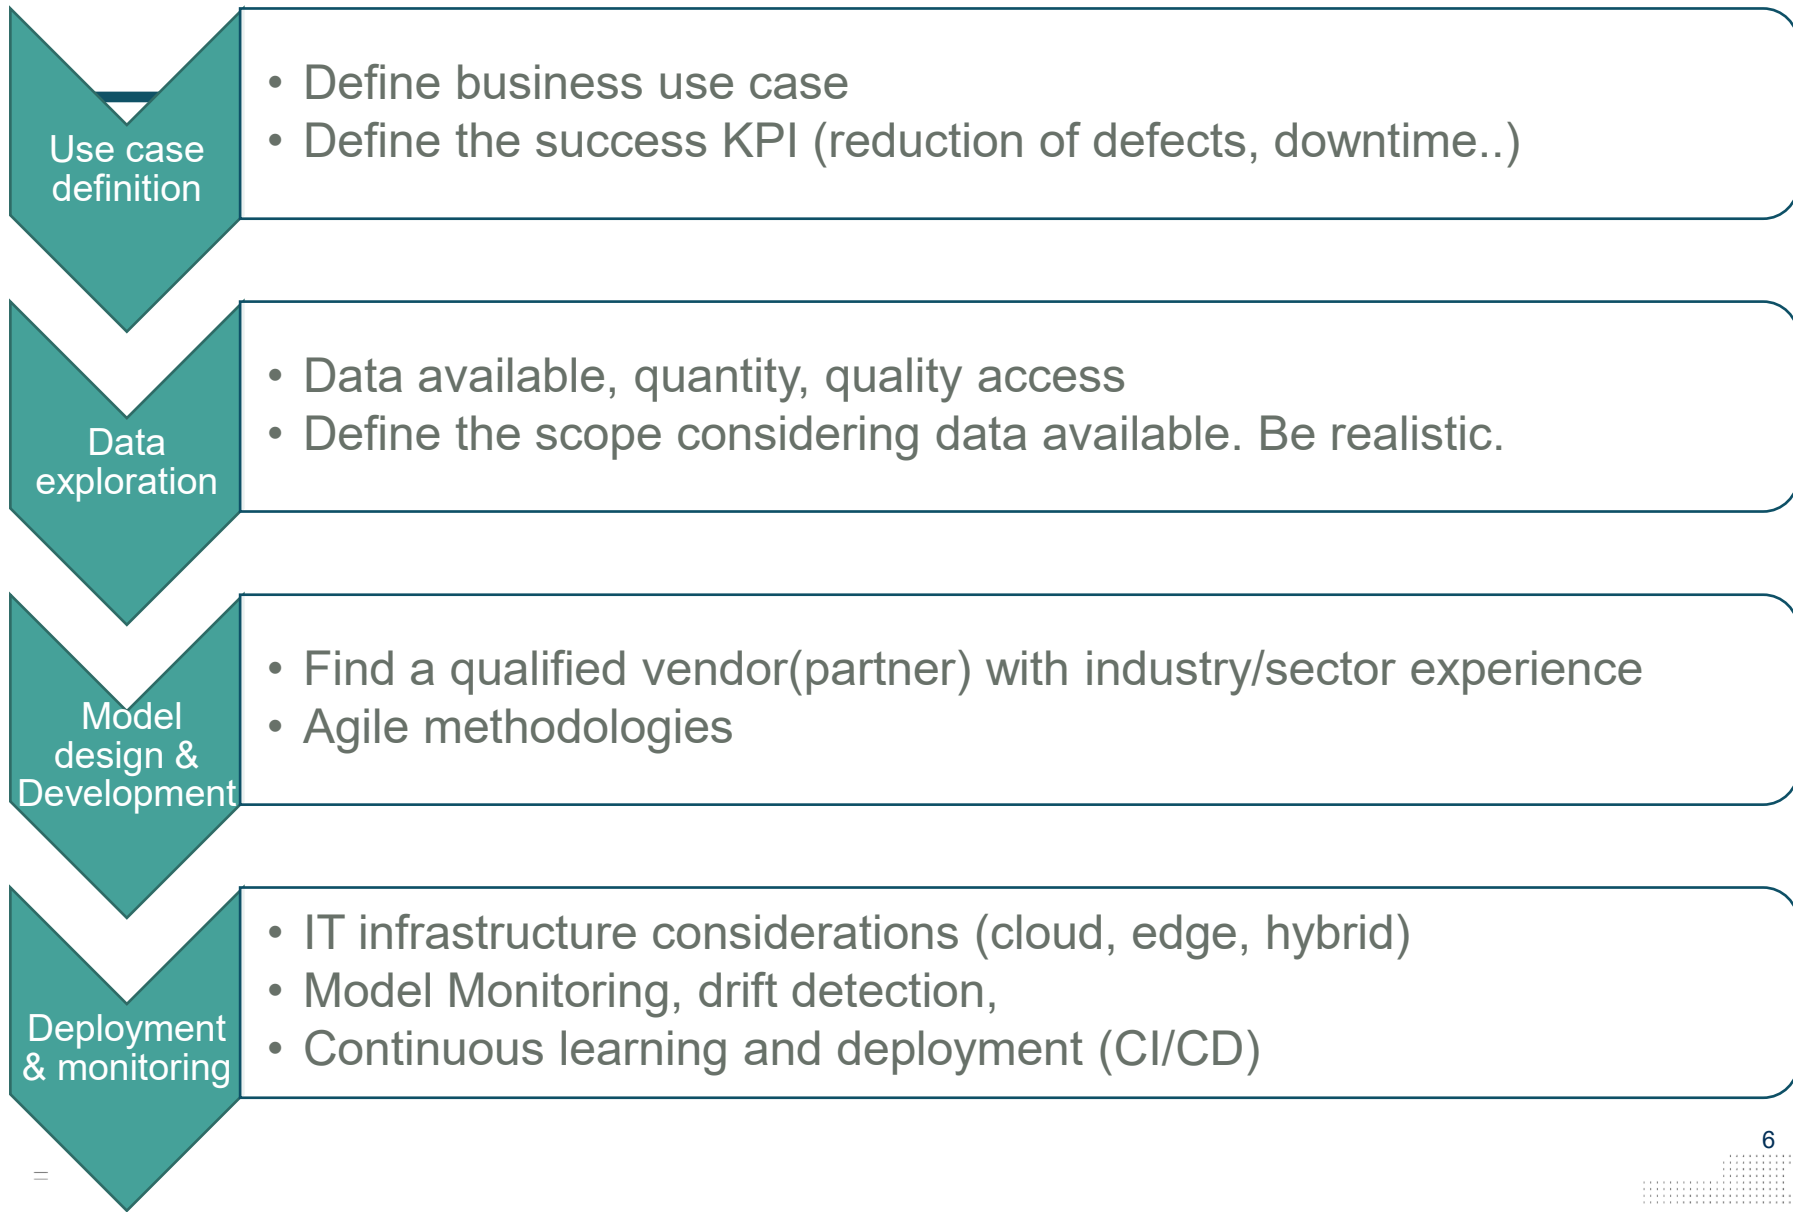 Use case
definition
• Define business use case
• Define the success KPI (reduction of defects, downtime..)
Data
exploration
• Data available, quantity, quality access
• Define the scope considering data available. Be realistic.
Model
design &
Development
• Find a qualified vendor(partner) with industry/sector experience
• Agile methodologies
Deployment
& monitoring
• IT infrastructure considerations (cloud, edge, hybrid)
• Model Monitoring, drift detection,
• Continuous learning and deployment (CI/CD)
6